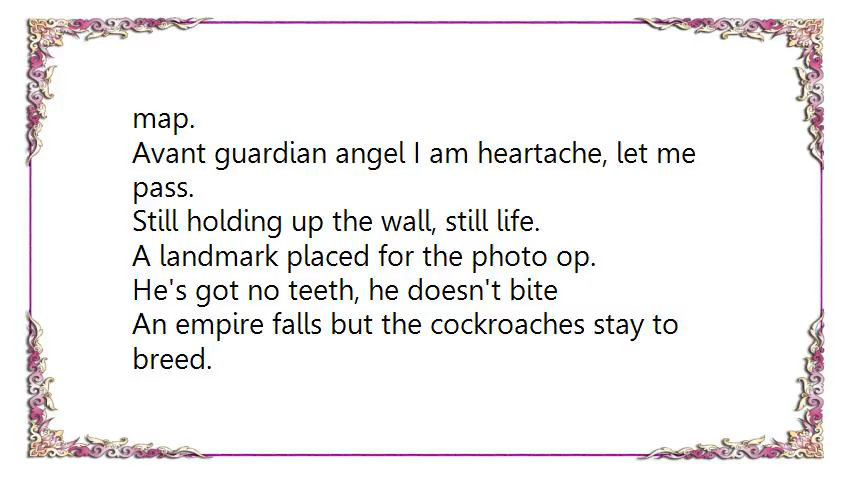 map.
Avant guardian angel I am heartache, let me
pass.
Still holding up the wall, still life.
A landmark placed for the photo op.
He's got no teeth, he doesn't bite
An empire falls but the cockroaches stay to
breed.